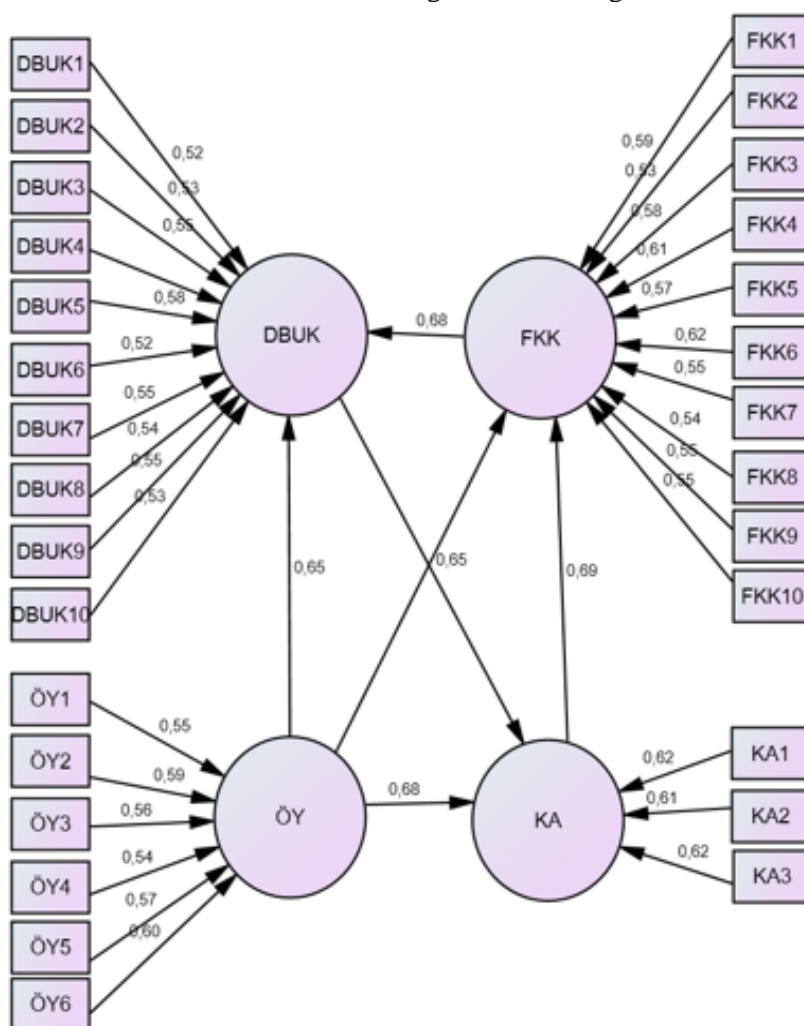 DBUK1
DBUK2
DBUK3
DBUK4
DBUK5
DBUK6
DBUK7
DBUK8
DBUK9
DBUK10
0,52
0,53
0,55
0,58
0,52
0,55
0,54
0,55
0,53
DBUK
0,68
FKK
FKK1
FKK2
FKK3
FKK4
FKK5
FKK6
FKK7
FKK8
FKK9
FKK10
0,59
0,53
0,58
0,61
0,57
0,62
0,55
0,54
0,55
0,55
0,65
0,65
0,69
ÖY1
ÖY2
ÖY3
ÖY4
ÖY5
ÖY6
0,55
0,59
0,56
0,54
0,57
0,60
ÖY
0,68
KA
0,62
0,61
0,62
KA1
KA2
KA3